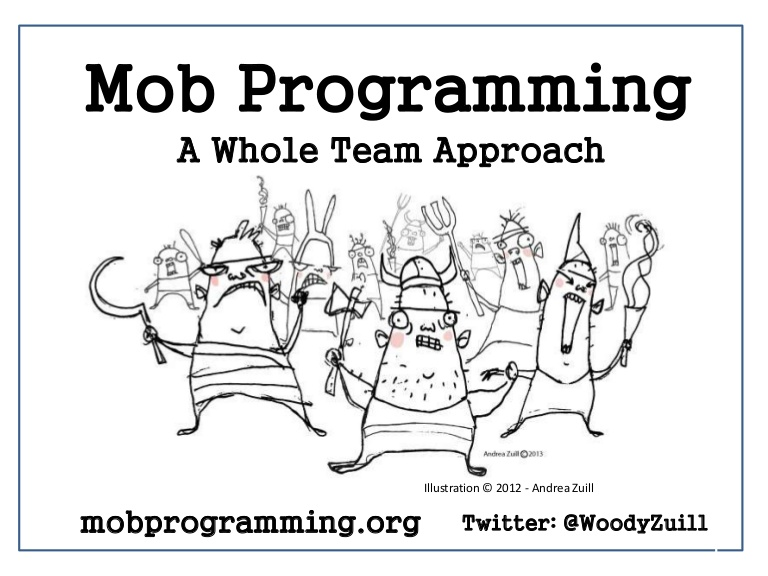 Mob Programming
A Whole Team Approach
Andrea Zuill ©2013
Illustration © 2012 - Andrea Zuill
mobprogramming.org
Twitter: @WoodyZuill